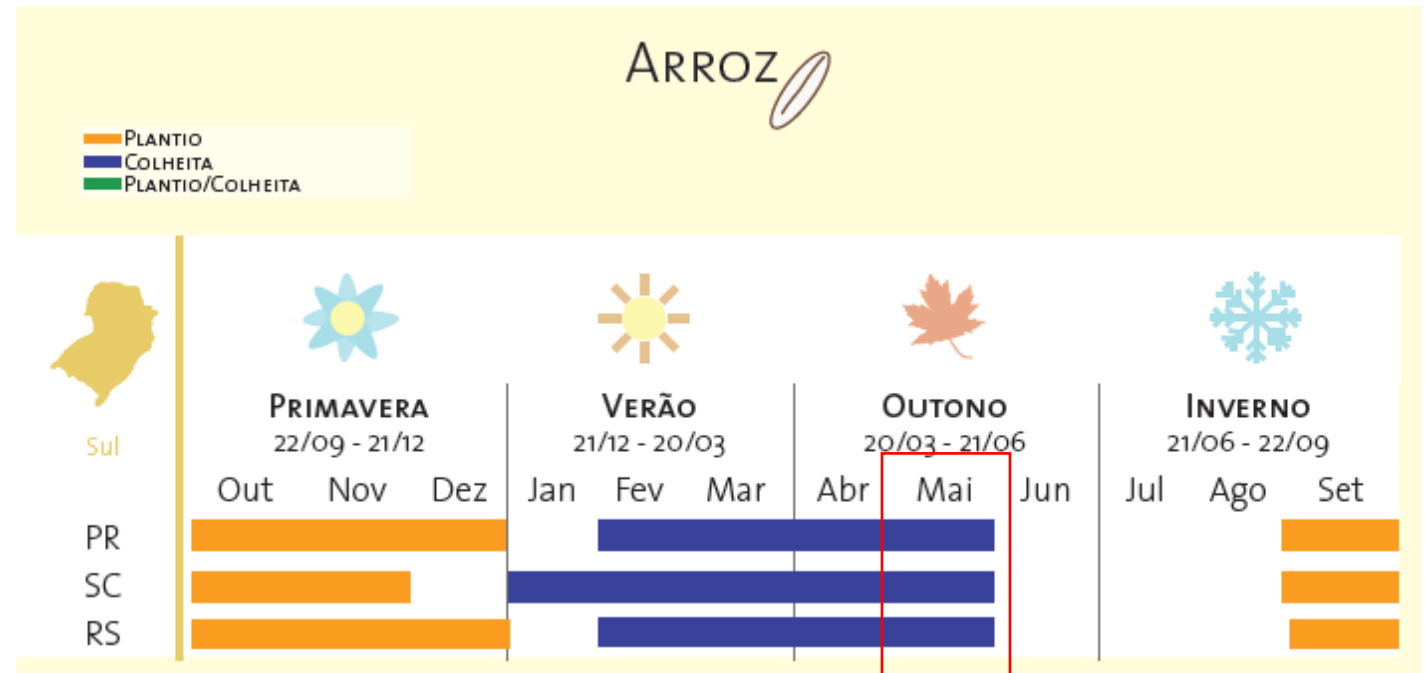 Arroz
Plantio
Colheita
Plantio/Colheita
Primavera Verão Outono Inverno
Sul 22/09 - 21/12 21/12 - 20/03 20/03 - 21/06 21/06 - 22/09
Out Nov Dez Jan Fev Mar Abr Mai Jun Jul Ago Set
PR
SC
RS